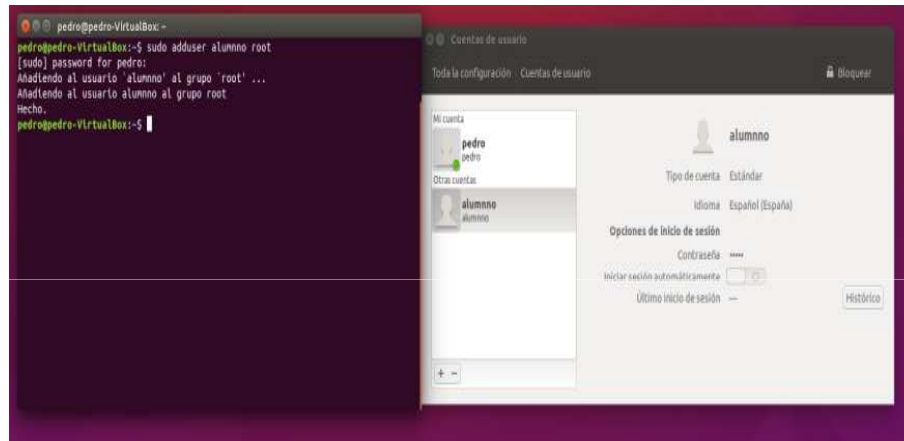 pedro@pedro-VirtualBox: ~
pedro@pedro-VirtualBox:~$ sudo adduser alumnno root
[sudo] password for pedro:
Añadiendo al usuario `alumnno' al grupo `root' ...
Añadiendo al usuario alumnno al grupo root
Hecho.
pedro@pedro-VirtualBox:~$
Cuentas de usuario
Toda la configuración Cuentas de usuario Bloquear
Mi cuenta
pedro
pedro
Otras cuentas
alumnno
alumnno
alumnno
Tipo de cuenta Estándar
Idioma Español (España)
Opciones de inicio de sesión
Contraseña •••••
Iniciar sesión automáticamente
Último inicio de sesión —
Histórico
+ −